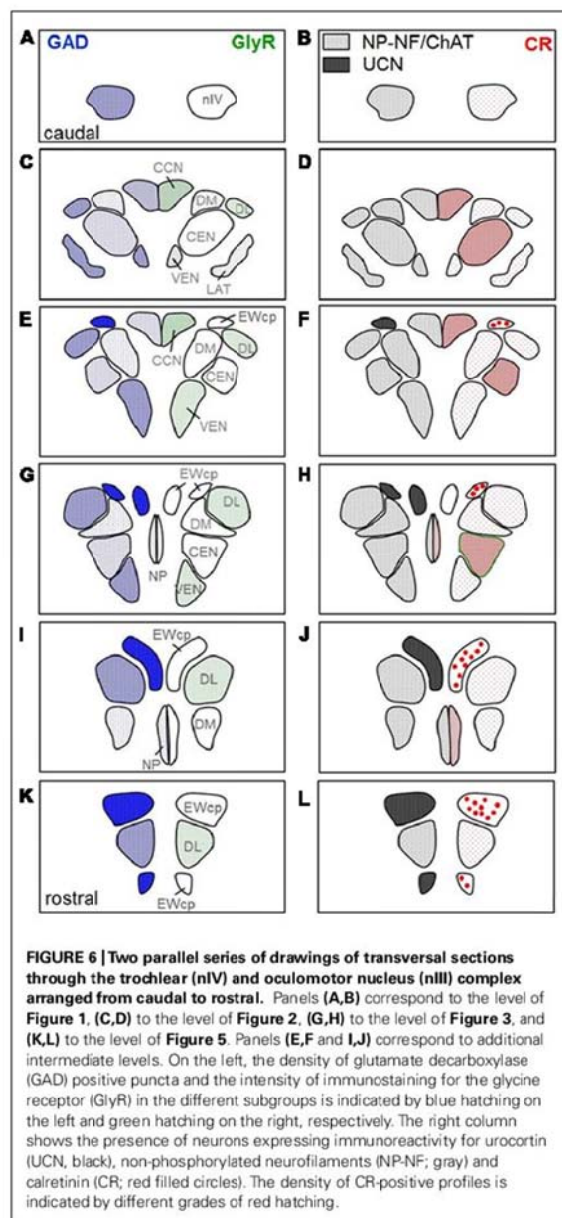 A GAD GlyR
nIV
caudal
B NP-NF/ChAT CR
UCN
C CCN
DM
DL
CEN
VEN
LAT
D
E EWcp
CCN
DM
DL
CEN
VEN
F
G EWcp
DL
DM
CEN
NP
VEN
H
I EWcp
DL
DM
NP
J
K EWcp
DL
rostral EWcp
L
FIGURE 6 | Two parallel series of drawings of transversal sections
through the trochlear (nIV) and oculomotor nucleus (nIII) complex
arranged from caudal to rostral. Panels (A,B) correspond to the level of
Figure 1, (C,D) to the level of Figure 2, (G,H) to the level of Figure 3, and
(K,L) to the level of Figure 5. Panels (E,F and I,J) correspond to additional
intermediate levels. On the left, the density of glutamate decarboxylase
(GAD) positive puncta and the intensity of immunostaining for the glycine
receptor (GlyR) in the different subgroups is indicated by blue hatching on
the left and green hatching on the right, respectively. The right column
shows the presence of neurons expressing immunoreactivity for urocortin
(UCN, black), non-phosphorylated neurofilaments (NP-NF; gray) and
calretinin (CR; red filled circles). The density of CR-positive profiles is
indicated by different grades of red hatching.